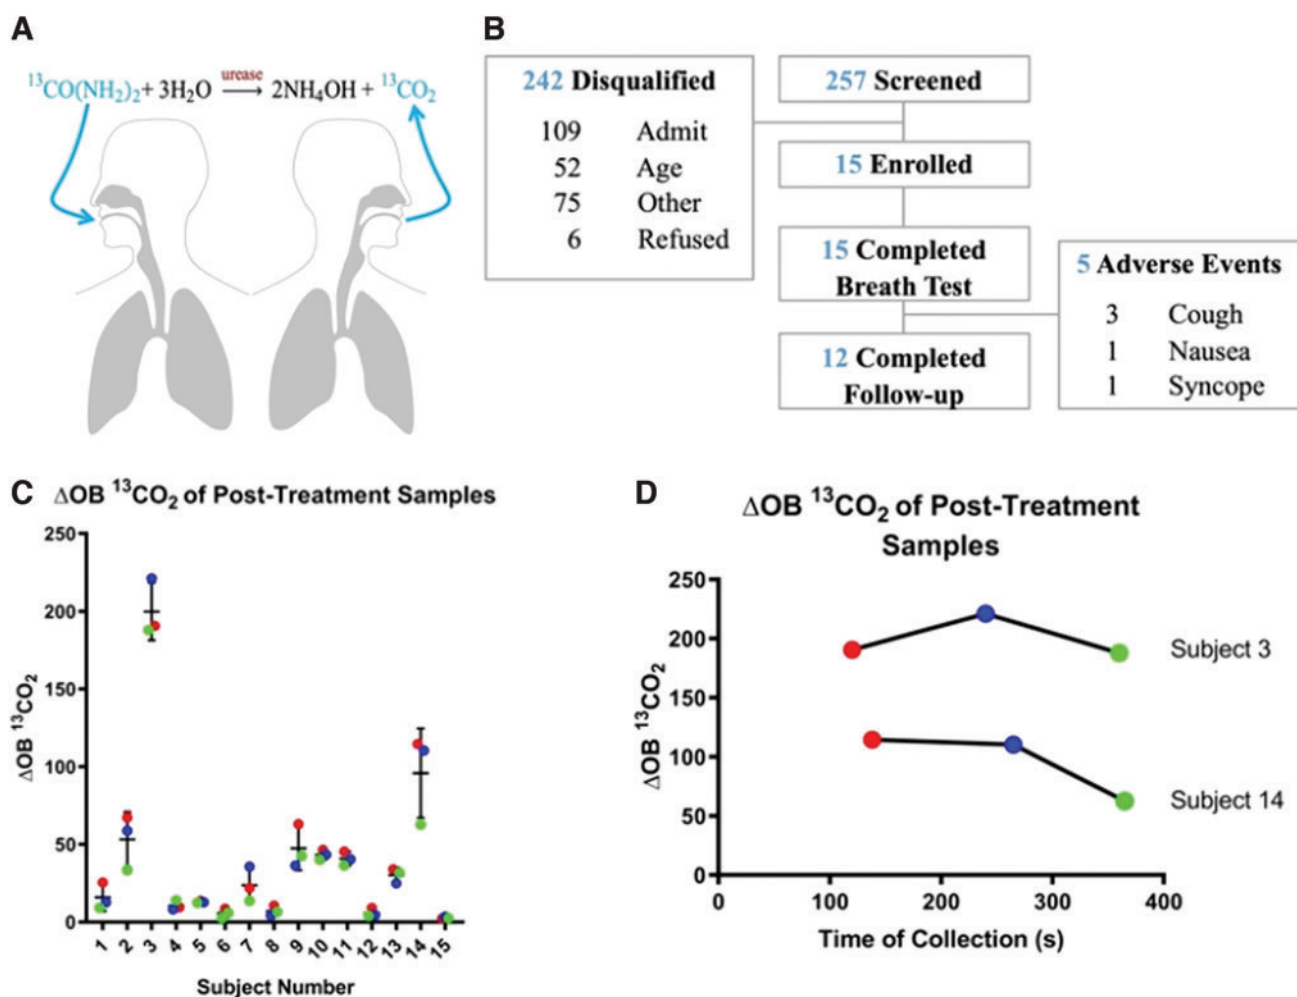 A
¹³CO(NH₂)₂ + 3H₂O urease → 2NH₄OH + ¹³CO₂
B
242 Disqualified
109 Admit
52 Age
75 Other
6 Refused
257 Screened
15 Enrolled
15 Completed
Breath Test
12 Completed
Follow-up
5 Adverse Events
3 Cough
1 Nausea
1 Syncope
C
ΔOB ¹³CO₂ of Post-Treatment Samples
ΔOB ¹³CO₂
250
200
150
100
50
0
1 2 3 4 5 6 7 8 9 10 11 12 13 14 15
Subject Number
D
ΔOB ¹³CO₂ of Post-Treatment
Samples
ΔOB ¹³CO₂
250
200
150
100
50
0
Subject 3
Subject 14
0 100 200 300 400
Time of Collection (s)